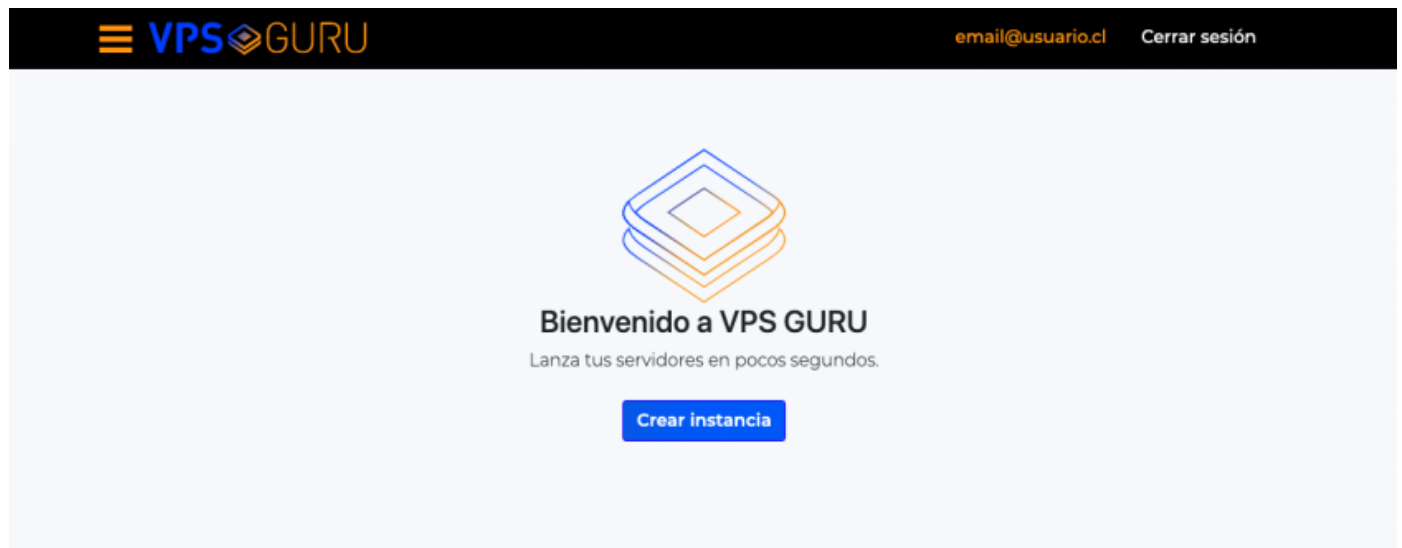 VPS GURU
email@usuario.cl
Cerrar sesión
Bienvenido a VPS GURU
Lanza tus servidores en pocos segundos.
Crear instancia